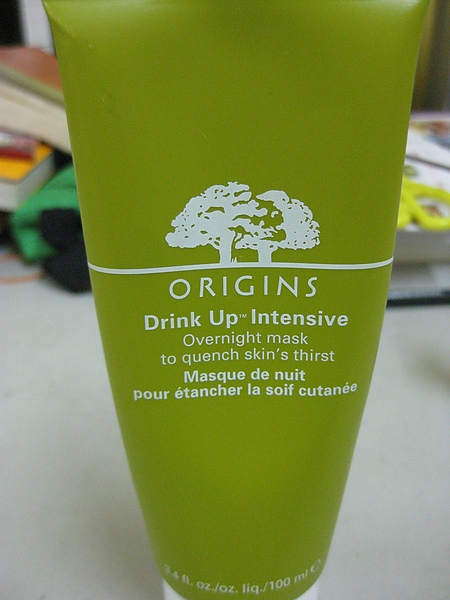 ORIGINS
Drink Up™ Intensive
Overnight mask
to quench skin's thirst
Masque de nuit
pour étancher la soif cutanée
3.4 fl. oz./oz. liq./100 ml ℮